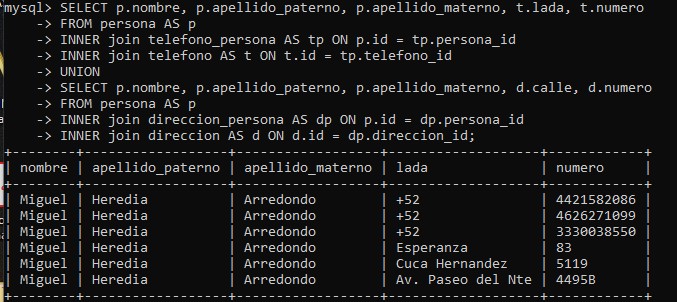 mysql> SELECT p.nombre, p.apellido_paterno, p.apellido_materno, t.lada, t.numero
    -> FROM persona AS p
    -> INNER join telefono_persona AS tp ON p.id = tp.persona_id
    -> INNER join telefono AS t ON t.id = tp.telefono_id
    -> UNION
    -> SELECT p.nombre, p.apellido_paterno, p.apellido_materno, d.calle, d.numero
    -> FROM persona AS p
    -> INNER join direccion_persona AS dp ON p.id = dp.persona_id
    -> INNER join direccion AS d ON d.id = dp.direccion_id;
+--------+------------------+------------------+-------------------+------------+
| nombre | apellido_paterno | apellido_materno | lada              | numero     |
+--------+------------------+------------------+-------------------+------------+
| Miguel | Heredia          | Arredondo        | +52               | 4421582086 |
| Miguel | Heredia          | Arredondo        | +52               | 4626271099 |
| Miguel | Heredia          | Arredondo        | +52               | 3330038550 |
| Miguel | Heredia          | Arredondo        | Esperanza         | 83         |
| Miguel | Heredia          | Arredondo        | Cuca Hernandez    | 5119       |
| Miguel | Heredia          | Arredondo        | Av. Paseo del Nte | 4495B      |
+--------+------------------+------------------+-------------------+------------+